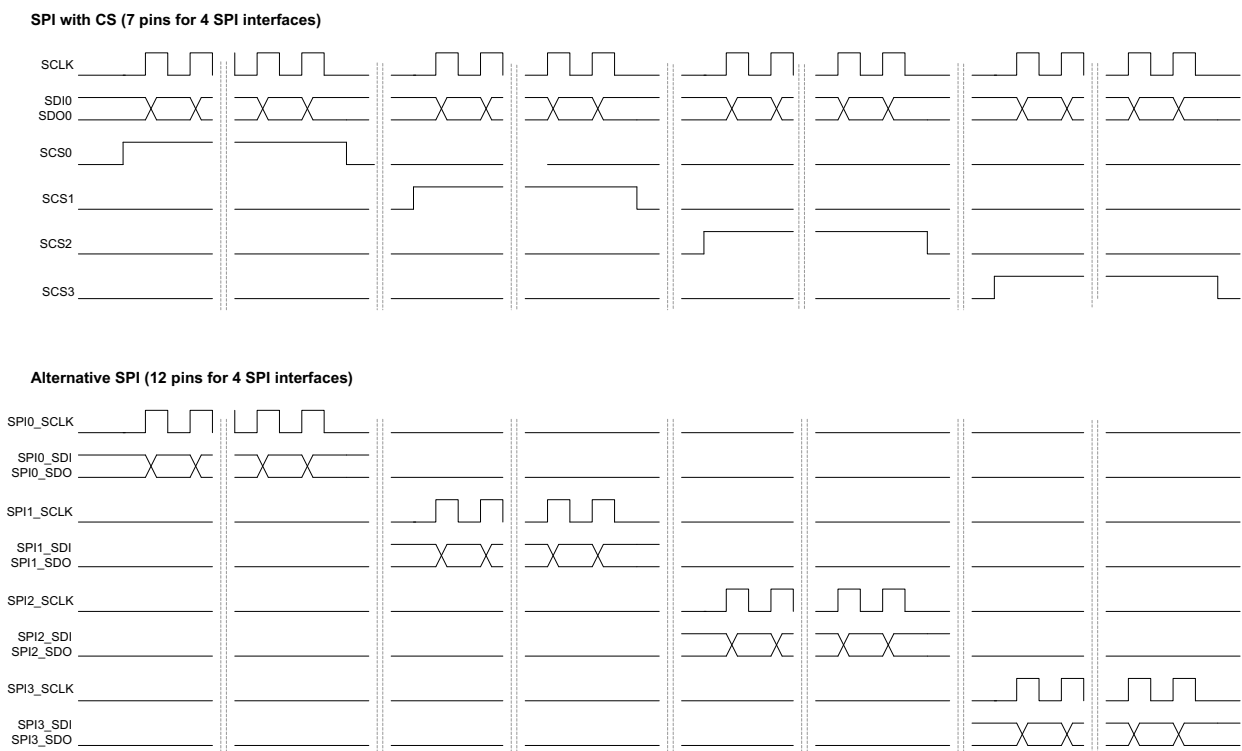 SPI with CS (7 pins for 4 SPI interfaces)
SCLK
SDI0
SDO0
SCS0
SCS1
SCS2
SCS3
Alternative SPI (12 pins for 4 SPI interfaces)
SPI0_SCLK
SPI0_SDI
SPI0_SDO
SPI1_SCLK
SPI1_SDI
SPI1_SDO
SPI2_SCLK
SPI2_SDI
SPI2_SDO
SPI3_SCLK
SPI3_SDI
SPI3_SDO